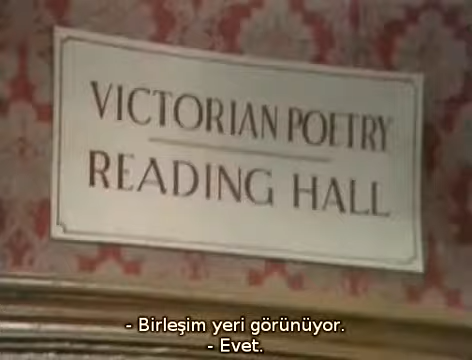 VICTORIAN POETRY
READING HALL
- Birleşim yeri görünüyor.
- Evet.